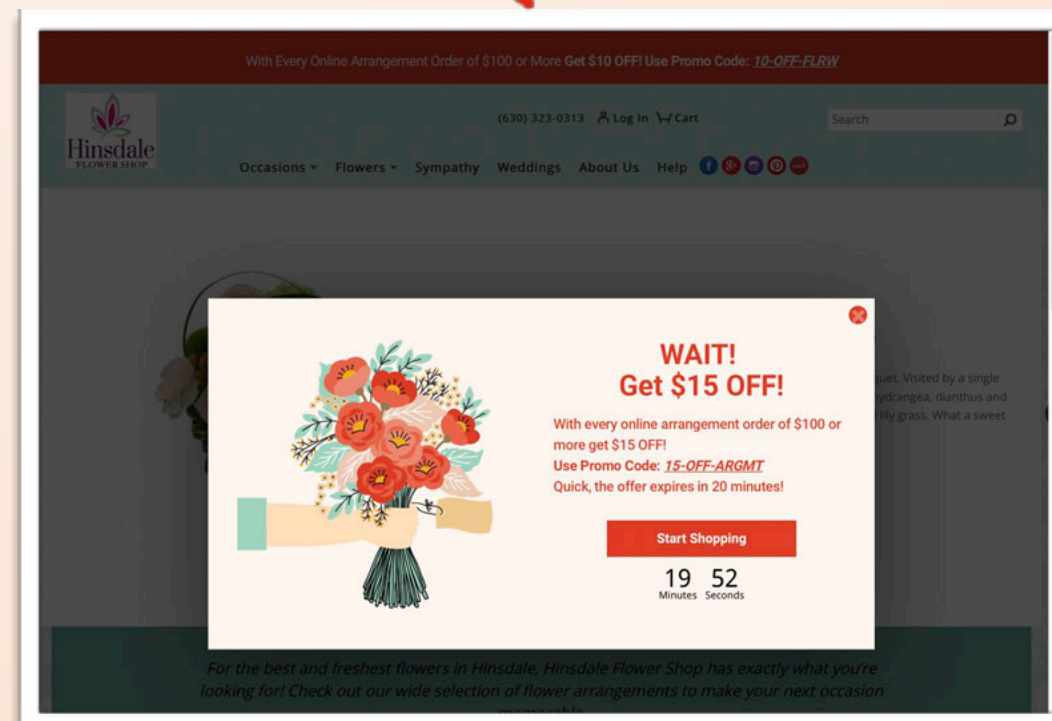 With Every Online Arrangement Order of $100 or More Get $10 OFF! Use Promo Code: 10-OFF-FLRW
(630) 323-0313 Log In Cart
Search
Hinsdale
FLOWER SHOP
Occasions Flowers Sympathy Weddings About Us Help
WAIT!
Get $15 OFF!
With every online arrangement order of $100 or
more get $15 OFF!
Use Promo Code: 15-OFF-ARGMT
Quick, the offer expires in 20 minutes!
Start Shopping
19 52
Minutes Seconds
Visited by a single
hydrangea, dianthus and
lily grass. What a sweet
For the best and freshest flowers in Hinsdale, Hinsdale Flower Shop has exactly what you're
looking for! Check out our wide selection of flower arrangements to make your next occasion